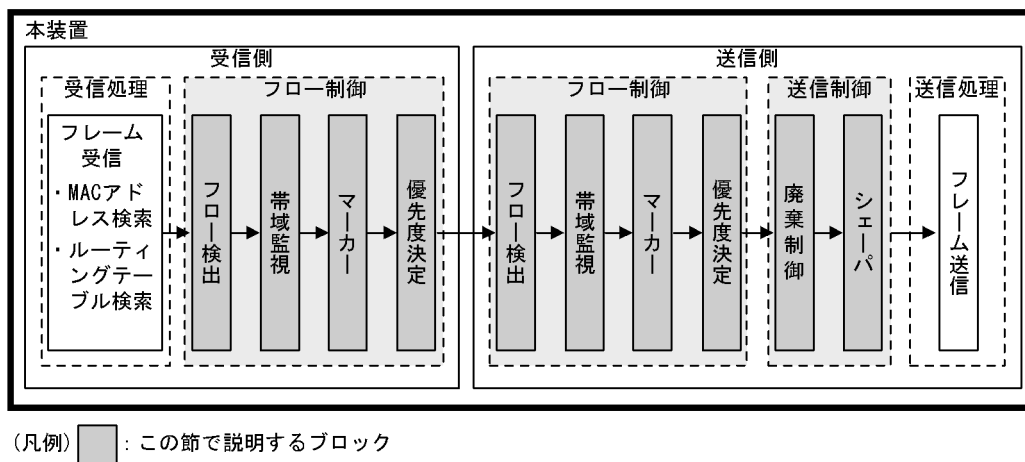 本装置
受信側
送信側
受信処理
フロー制御
フロー制御
送信制御
送信処理
フレーム
受信
・MACアド
レス検索
・ルーティ
ングテー
ブル検索
フロー検出
帯域監視
マーカー
優先度決定
フロー検出
帯域監視
マーカー
優先度決定
廃棄制御
シェーパ
フレーム送信
(凡例) :この節で説明するブロック